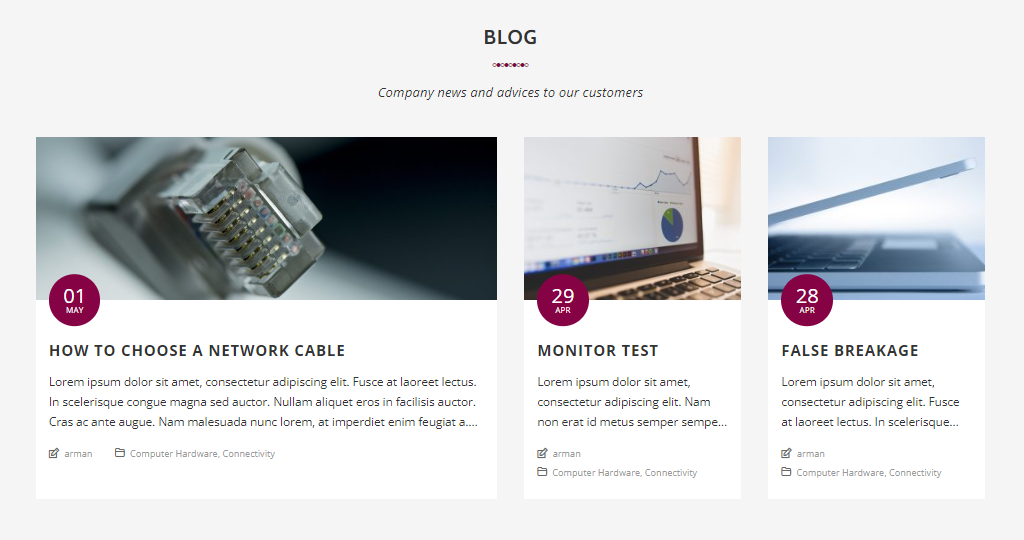 BLOG
Company news and advices to our customers
01
MAY
HOW TO CHOOSE A NETWORK CABLE
Lorem ipsum dolor sit amet, consectetur adipiscing elit. Fusce at laoreet lectus.
In scelerisque congue magna sed auctor. Nullam aliquet eros in facilisis auctor.
Cras ac ante augue. Nam malesuada nunc lorem, at imperdiet enim feugiat a....
arman
Computer Hardware, Connectivity
29
APR
MONITOR TEST
Lorem ipsum dolor sit amet,
consectetur adipiscing elit. Nam
non erat id metus semper sempe...
arman
Computer Hardware, Connectivity
28
APR
FALSE BREAKAGE
Lorem ipsum dolor sit amet,
consectetur adipiscing elit. Fusce
at laoreet lectus. In scelerisque...
arman
Computer Hardware, Connectivity